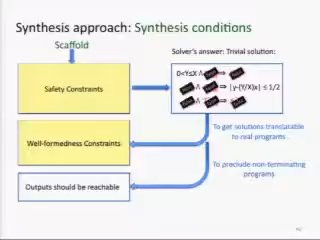 Synthesis approach: Synthesis conditions
Scaffold
Solver's answer: Trivial solution:
Safety Constraints
0<Y≤X ∧ ⇒
∧ ⇒ |y-(Y/X)x| ≤ 1/2
∧ ⇒
Well-formedness Constraints
To get solutions translatable
to real programs .
To preclude non-terminating
programs
Outputs should be reachable